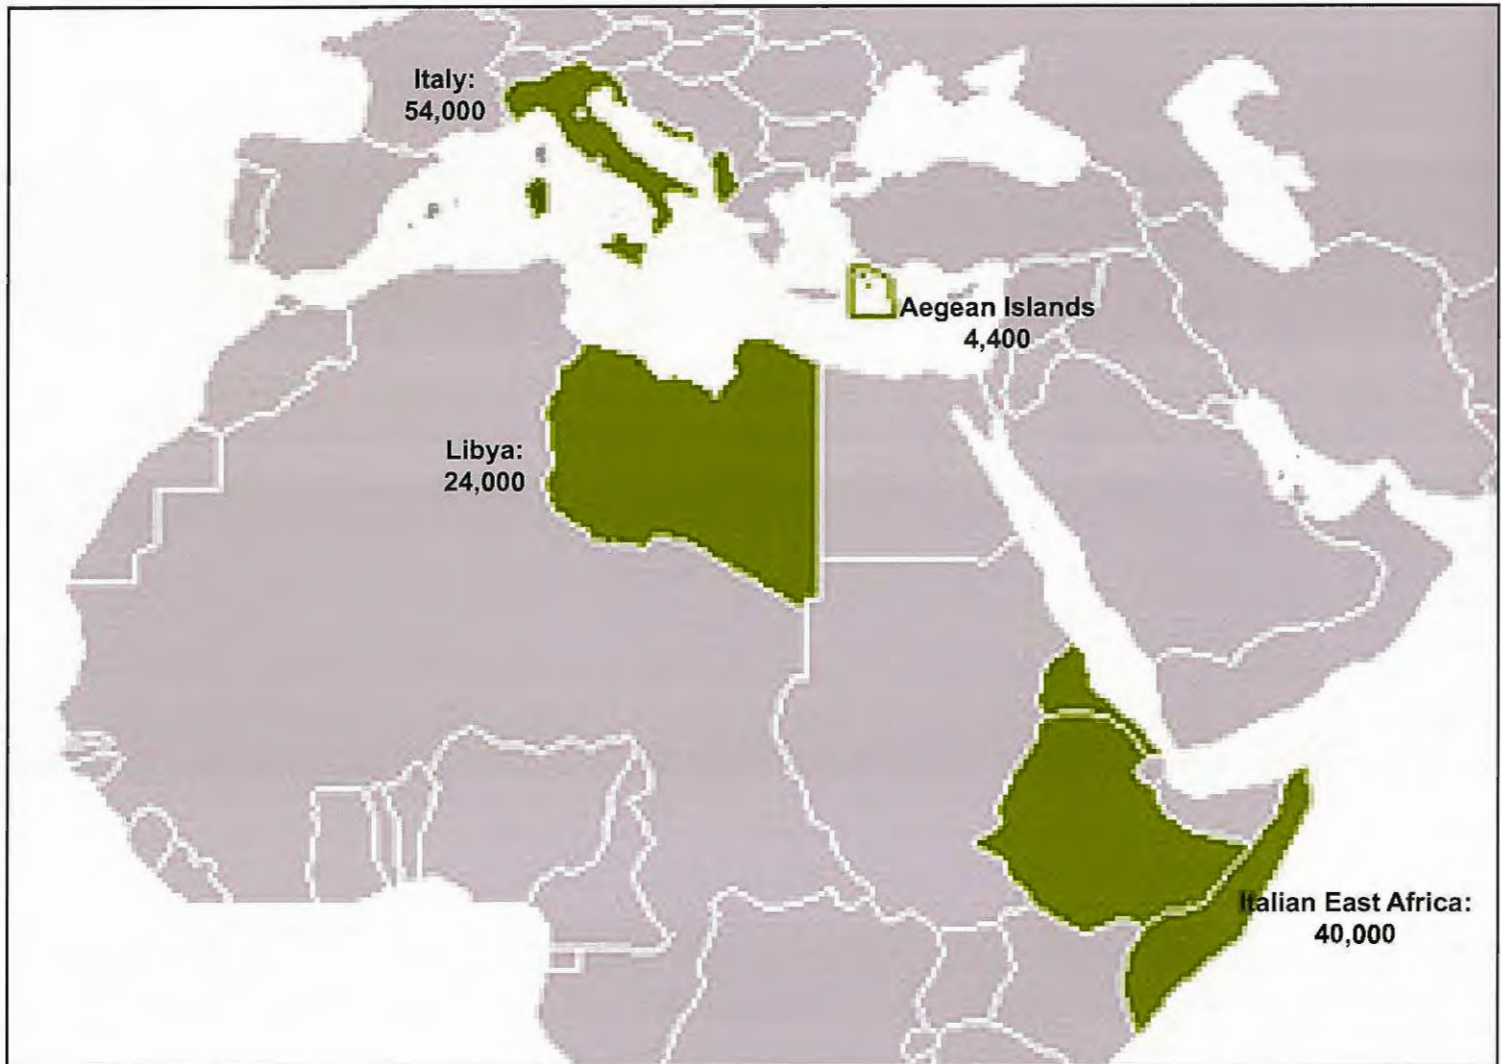 Italy:
54,000
Aegean Islands
4,400
Libya:
24,000
Italian East Africa:
40,000